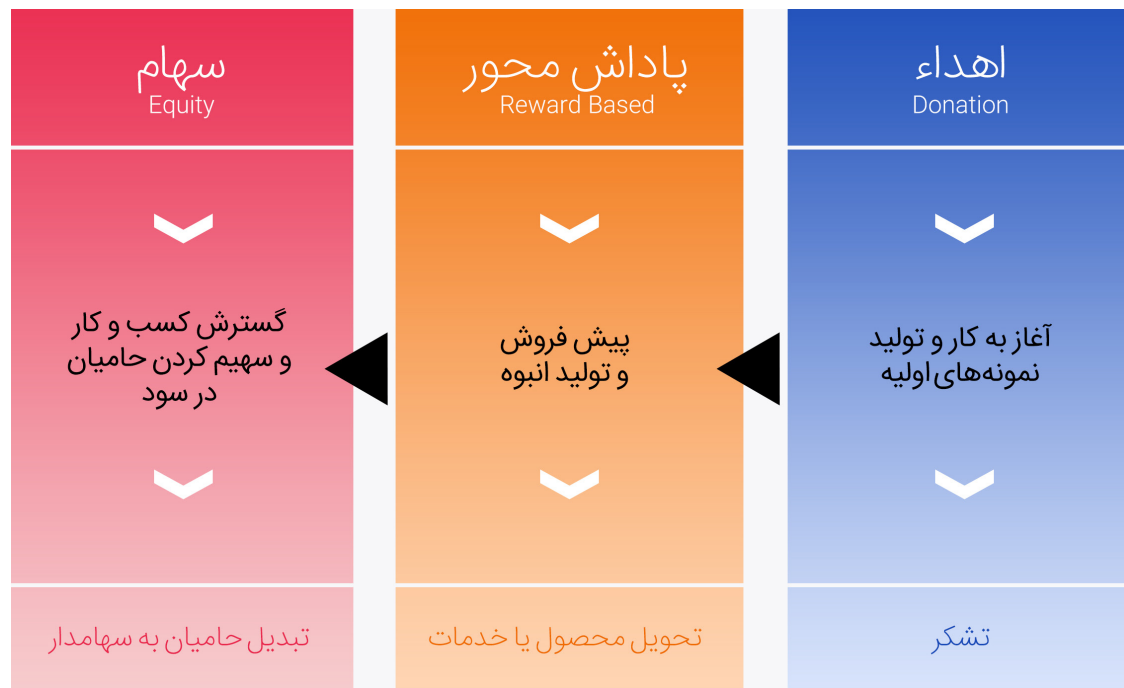 اهداء
Donation
آغاز به کار و تولید
نمونه‌های اولیه
تشکر
پاداش محور
Reward Based
پیش فروش
و تولید انبوه
تحویل محصول یا خدمات
سهام
Equity
گسترش کسب و کار
و سهیم کردن حامیان
در سود
تبدیل حامیان به سهامدار